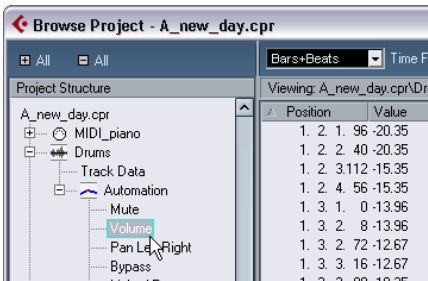 Browse Project - A_new_day.cpr
All All
Bars+Beats Time F
Project Structure
Viewing: A_new_day.cpr\Dr
A_new_day.cpr
MIDI_piano
Drums
Track Data
Automation
Mute
Volume
Pan Le Right
Bypass
Position Value
1. 2. 1. 96 -20.35
1. 2. 2. 40 -20.35
1. 2. 3.112 -15.35
1. 2. 4. 56 -15.35
1. 3. 1. 0 -13.96
1. 3. 2. 8 -13.96
1. 3. 2. 72 -12.67
1. 3. 3. 16 -12.67